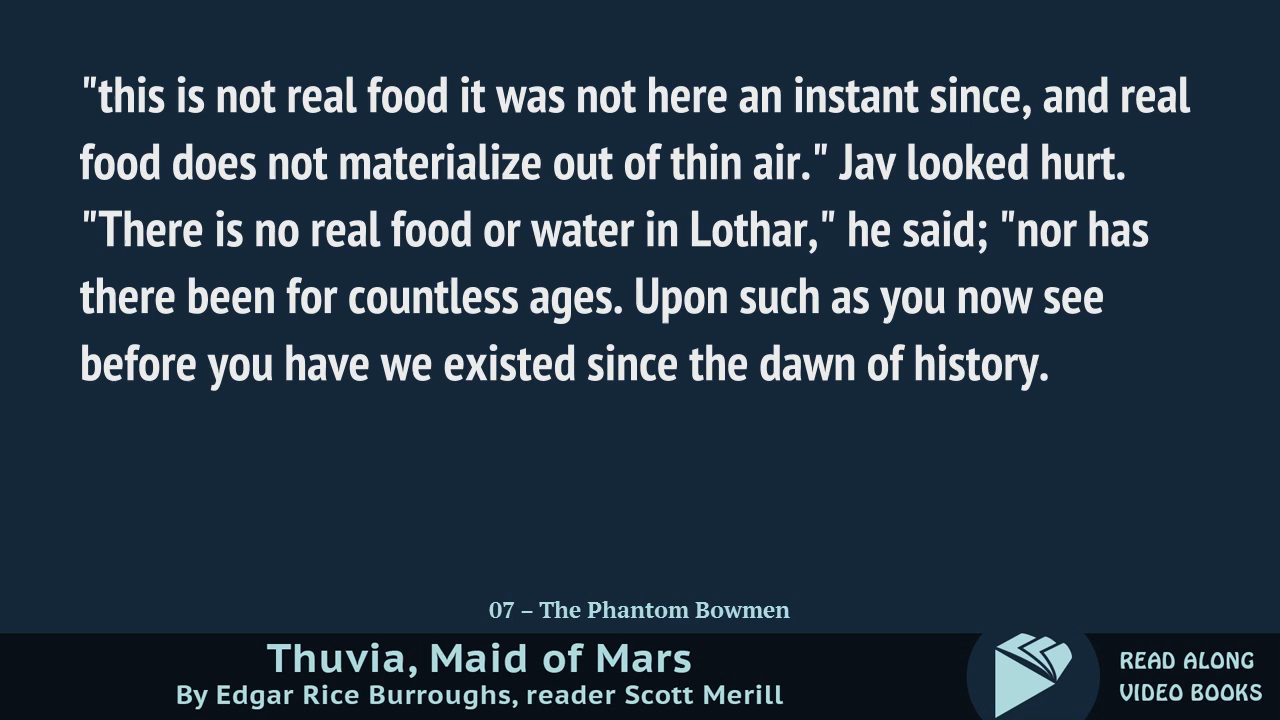 "this is not real food it was not here an instant since, and real
food does not materialize out of thin air." Jav looked hurt.
"There is no real food or water in Lothar," he said; "nor has
there been for countless ages. Upon such as you now see
before you have we existed since the dawn of history.
07 – The Phantom Bowmen
Thuvia, Maid of Mars
By Edgar Rice Burroughs, reader Scott Merill
READ ALONG
VIDEO BOOKS